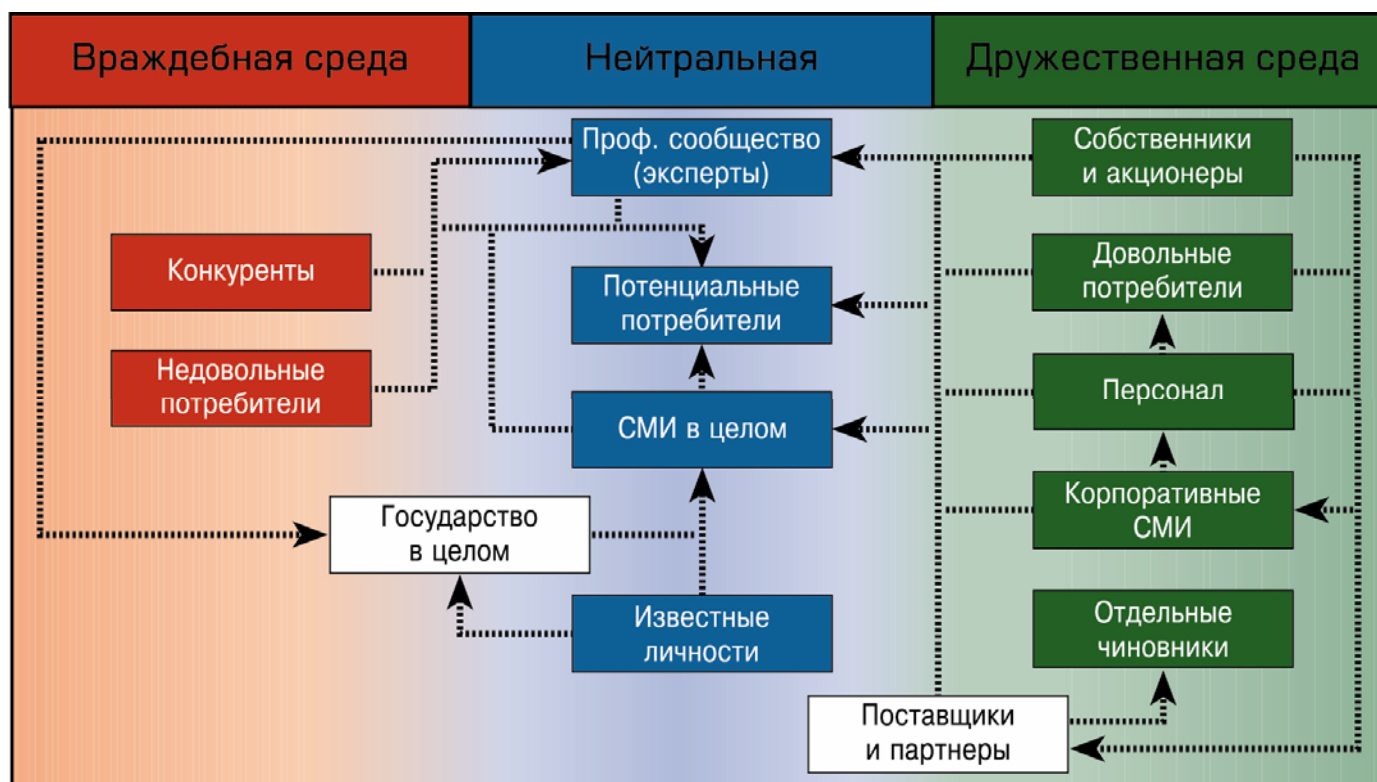 Враждебная среда
Нейтральная
Дружественная среда
Проф. сообщество
(эксперты)
Собственники
и акционеры
Конкуренты
Потенциальные
потребители
Довольные
потребители
Недовольные
потребители
СМИ в целом
Персонал
Государство
в целом
Корпоративные
СМИ
Известные
личности
Отдельные
чиновники
Поставщики
и партнеры